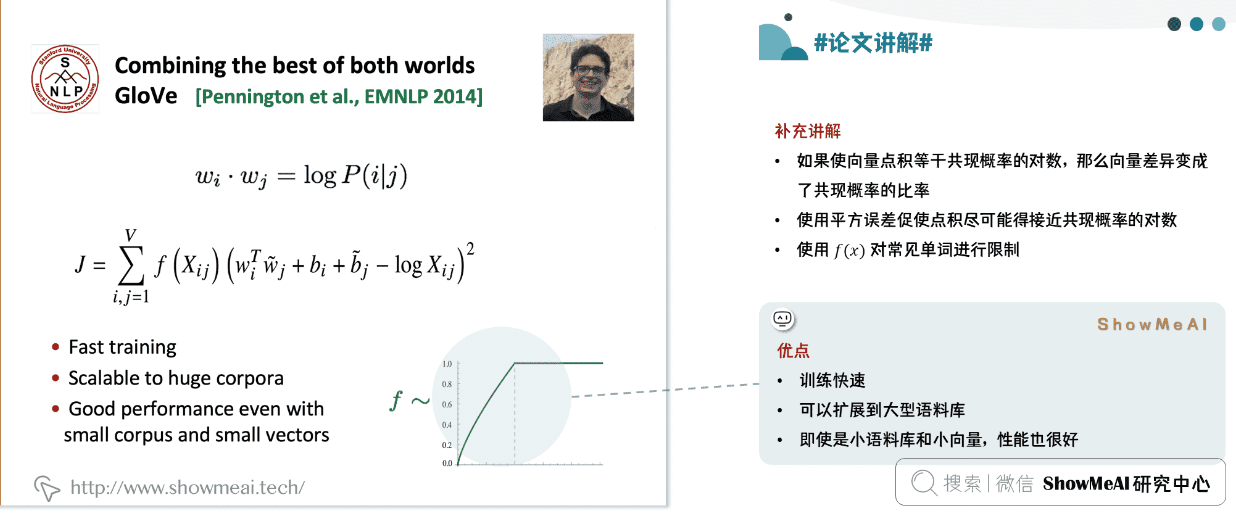 Stanford University
S
NLP
Natural Language Processing
Combining the best of both worlds
GloVe [Pennington et al., EMNLP 2014]
w_i · w_j = log P(i|j)
J = \sum_{i,j=1}^{V} f(X_{ij}) (w_i^T \tilde{w}_j + b_i + \tilde{b}_j − log X_{ij})^2
• Fast training
• Scalable to huge corpora
• Good performance even with
small corpus and small vectors
f ~
1.0
0.8
0.6
0.4
0.2
0.0
http://www.showmeai.tech/
#论文讲解#
补充讲解
• 如果使向量点积等于共现概率的对数，那么向量差异变成
了共现概率的比率
• 使用平方误差促使点积尽可能得接近共现概率的对数
• 使用 f(x) 对常见单词进行限制
AI
ShowMeAI
优点
• 训练快速
• 可以扩展到大型语料库
• 即使是小语料库和小向量，性能也很好
搜索 | 微信 ShowMeAI 研究中心